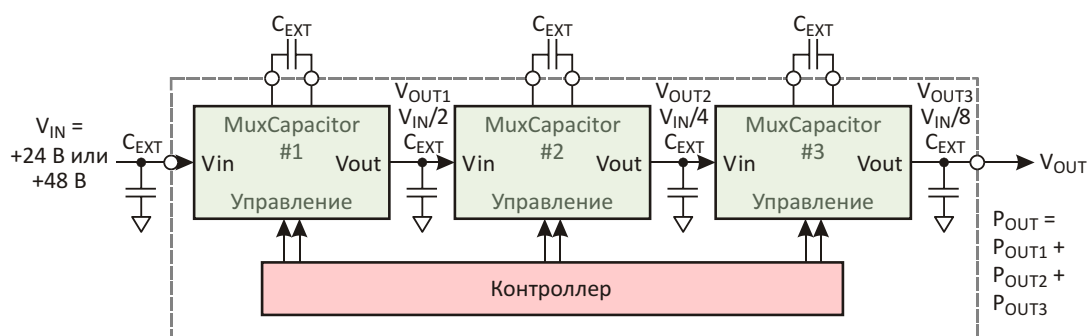 C_EXT
C_EXT
C_EXT
V_IN =
+24 В или
+48 В
C_EXT
MuxCapacitor
#1
Vin
Vout
Управление
V_OUT1
V_IN/2
C_EXT
MuxCapacitor
#2
Vin
Vout
Управление
V_OUT2
V_IN/4
C_EXT
MuxCapacitor
#3
Vin
Vout
Управление
V_OUT3
V_IN/8
C_EXT
V_OUT
P_OUT =
P_OUT1 +
P_OUT2 +
P_OUT3
Контроллер